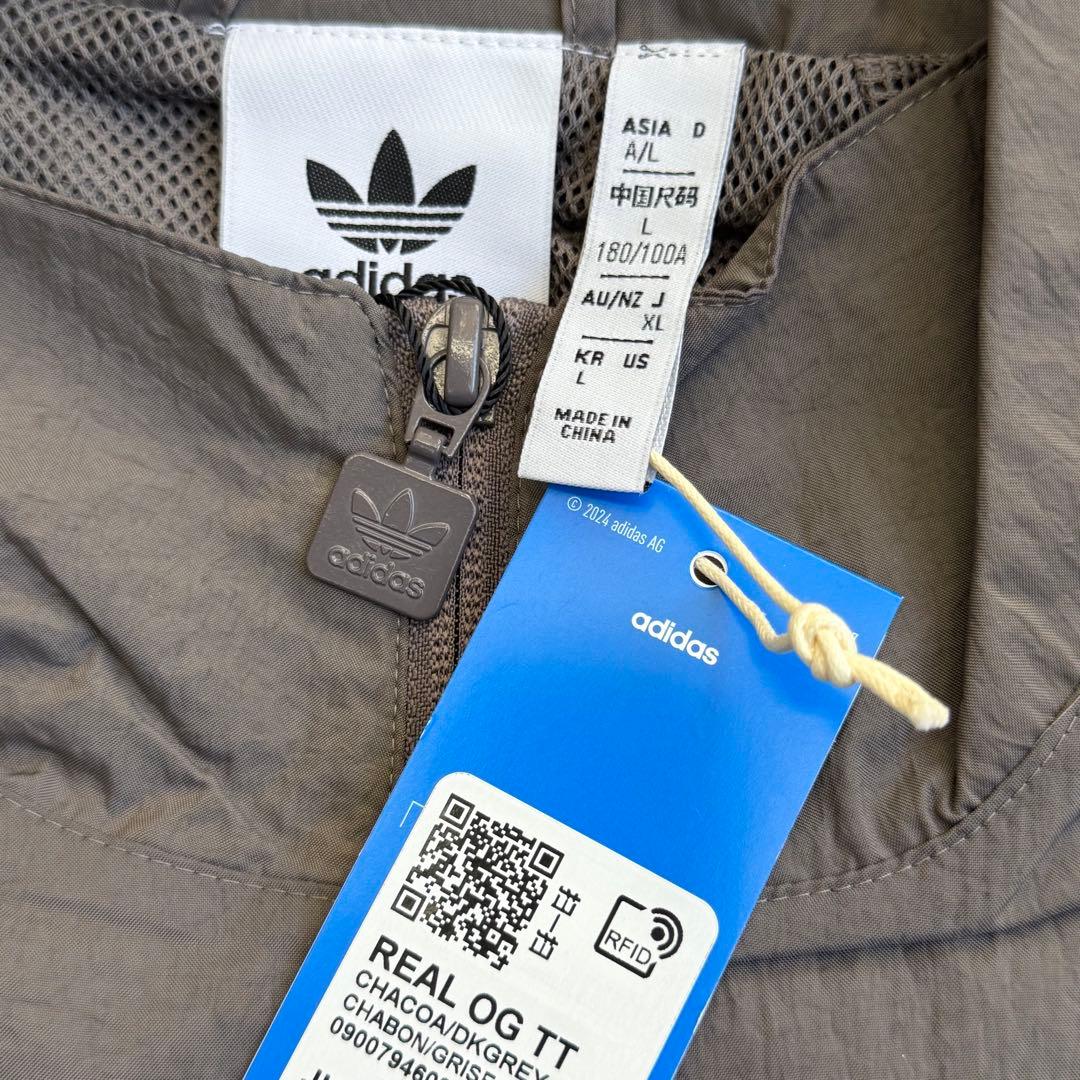 adidas
ASIA D
A/L
中国尺码
L
180/100A
AU/NZ J
XL
KR US
L
MADE IN
CHINA
adidas
© 2024 adidas AG
adidas
RFID
REAL OG TT
CHACOA/DKGREY
CHABON/GRISF